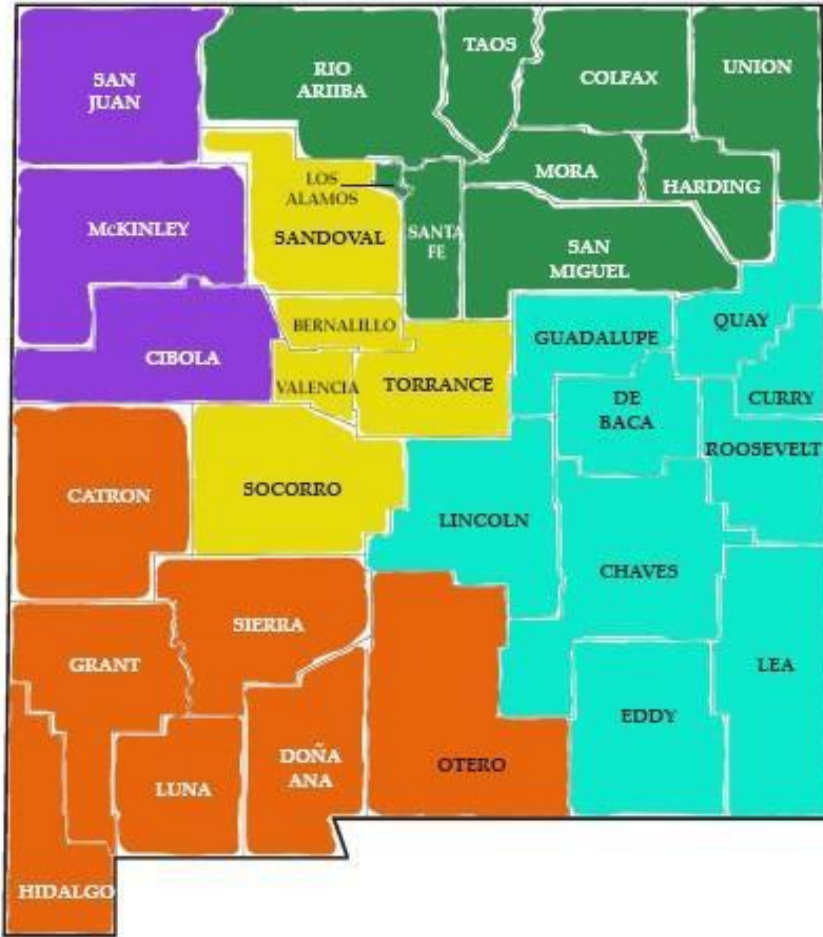 SAN
JUAN
RIO
ARIIBA
TAOS
COLFAX
UNION
McKINLEY
LOS
ALAMOS
SANDOVAL
SANTA
FE
MORA
HARDING
SAN
MIGUEL
CIBOLA
BERNALILLO
VALENCIA
TORRANCE
GUADALUPE
QUAY
DE
BACA
CURRY
ROOSEVELT
CATRON
SOCORRO
LINCOLN
CHAVES
SIERRA
GRANT
LEA
EDDY
DOÑA
ANA
LUNA
OTERO
HIDALGO